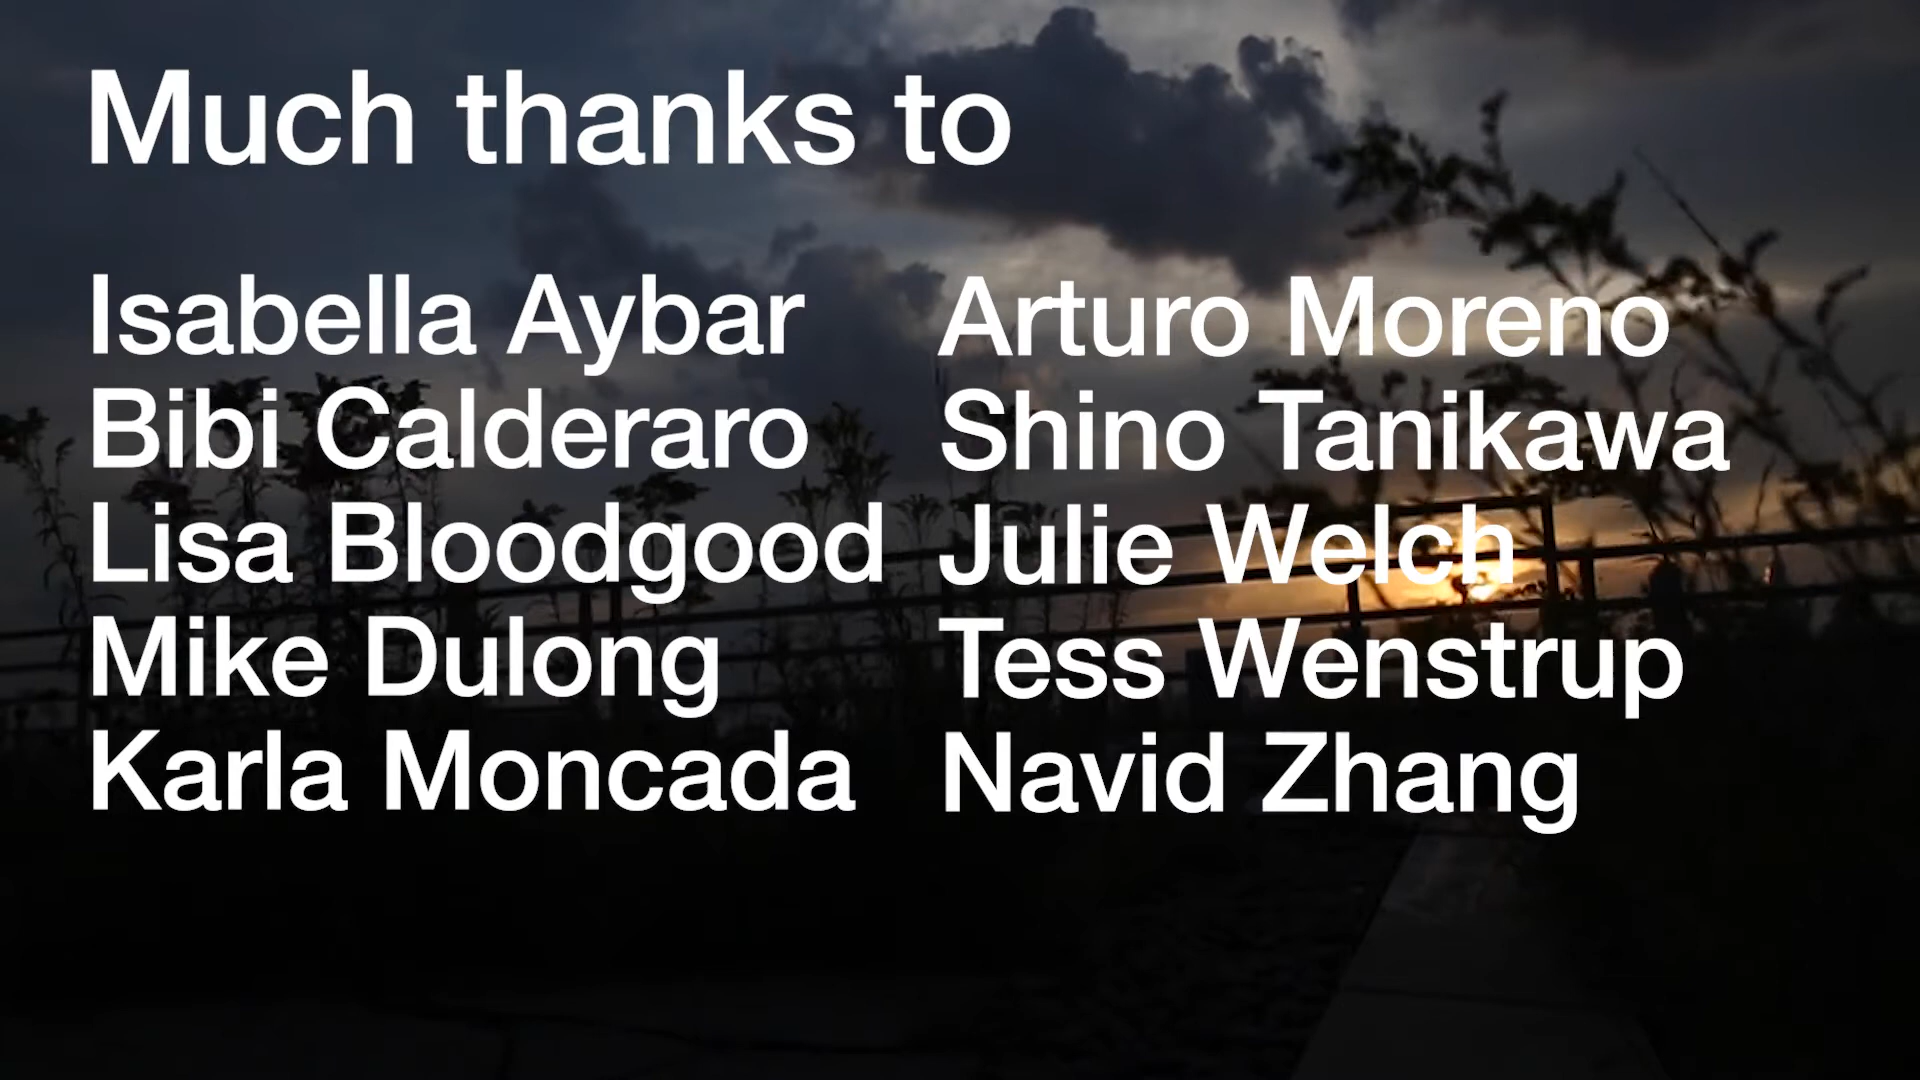 Much thanks to
Isabella Aybar
Bibi Calderaro
Lisa Bloodgood
Mike Dulong
Karla Moncada
Arturo Moreno
Shino Tanikawa
Julie Welch
Tess Wenstrup
Navid Zhang